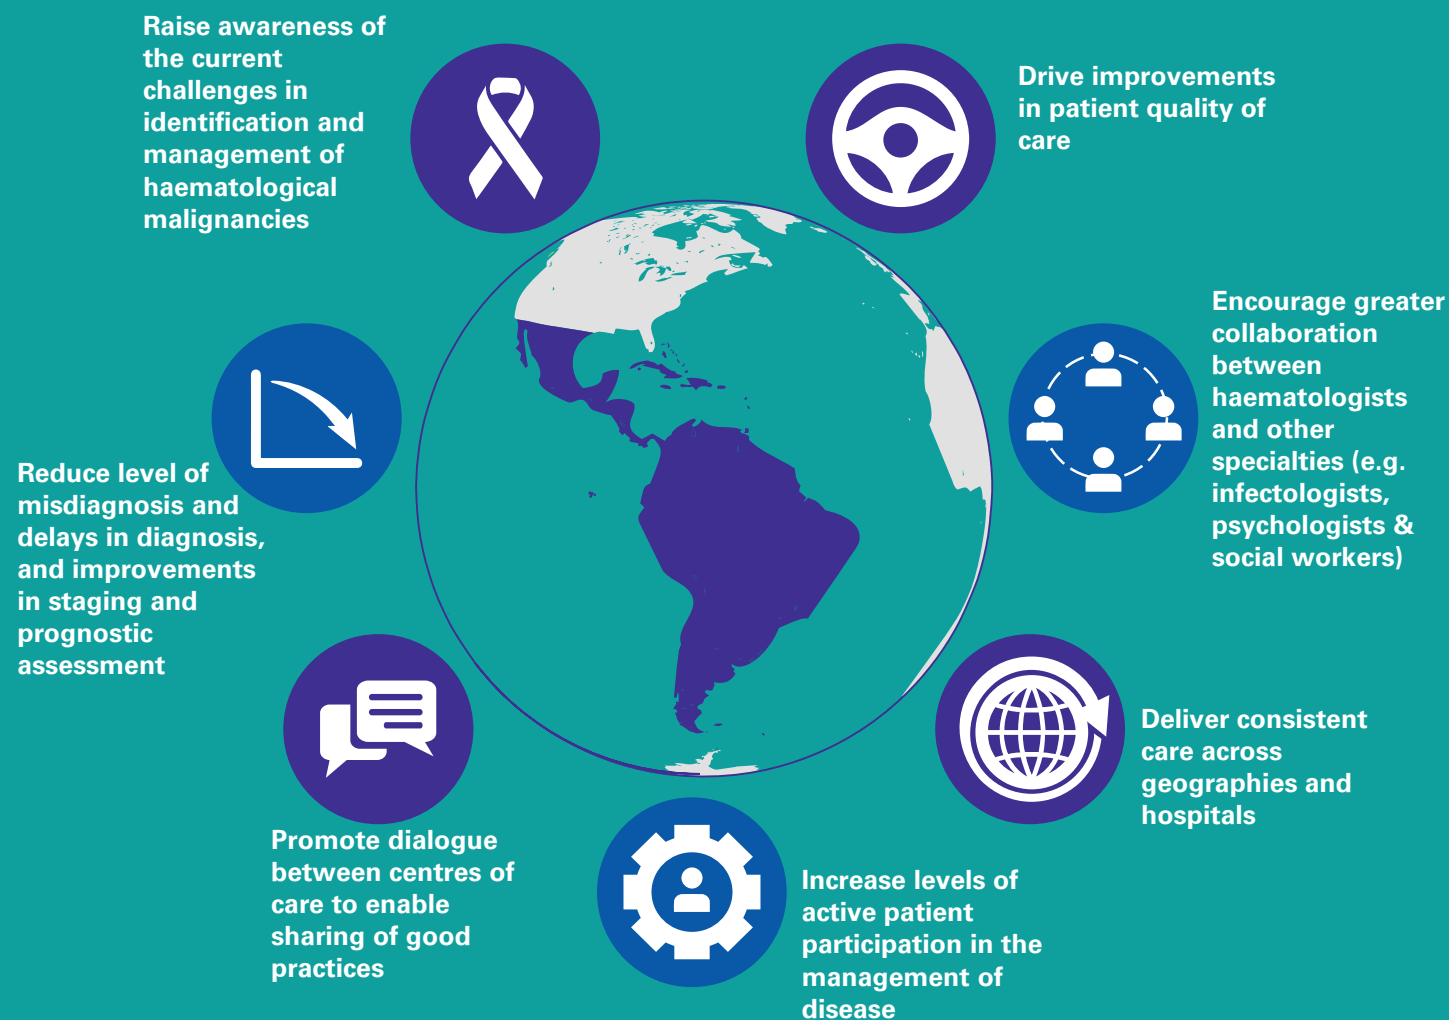 Raise awareness of
the current
challenges in
identification and
management of
haematological
malignancies
Drive improvements
in patient quality of
care
Encourage greater
collaboration
between
haematologists
and other
specialties (e.g.
infectologists,
psychologists &
social workers)
Reduce level of
misdiagnosis and
delays in diagnosis,
and improvements
in staging and
prognostic
assessment
Deliver consistent
care across
geographies and
hospitals
Promote dialogue
between centres of
care to enable
sharing of good
practices
Increase levels of
active patient
participation in the
management of
disease